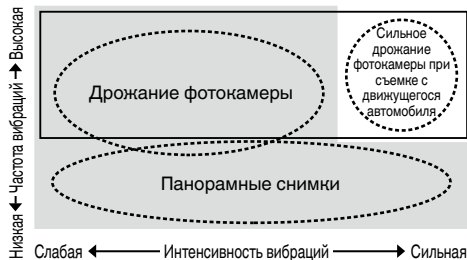 Низкая ◄— Частота вибраций —► Высокая
Дрожание фотокамеры
Сильное
дрожание
фотокамеры при
съемке с
движущегося
автомобиля
Панорамные снимки
Слабая ◄— Интенсивность вибраций —► Сильная